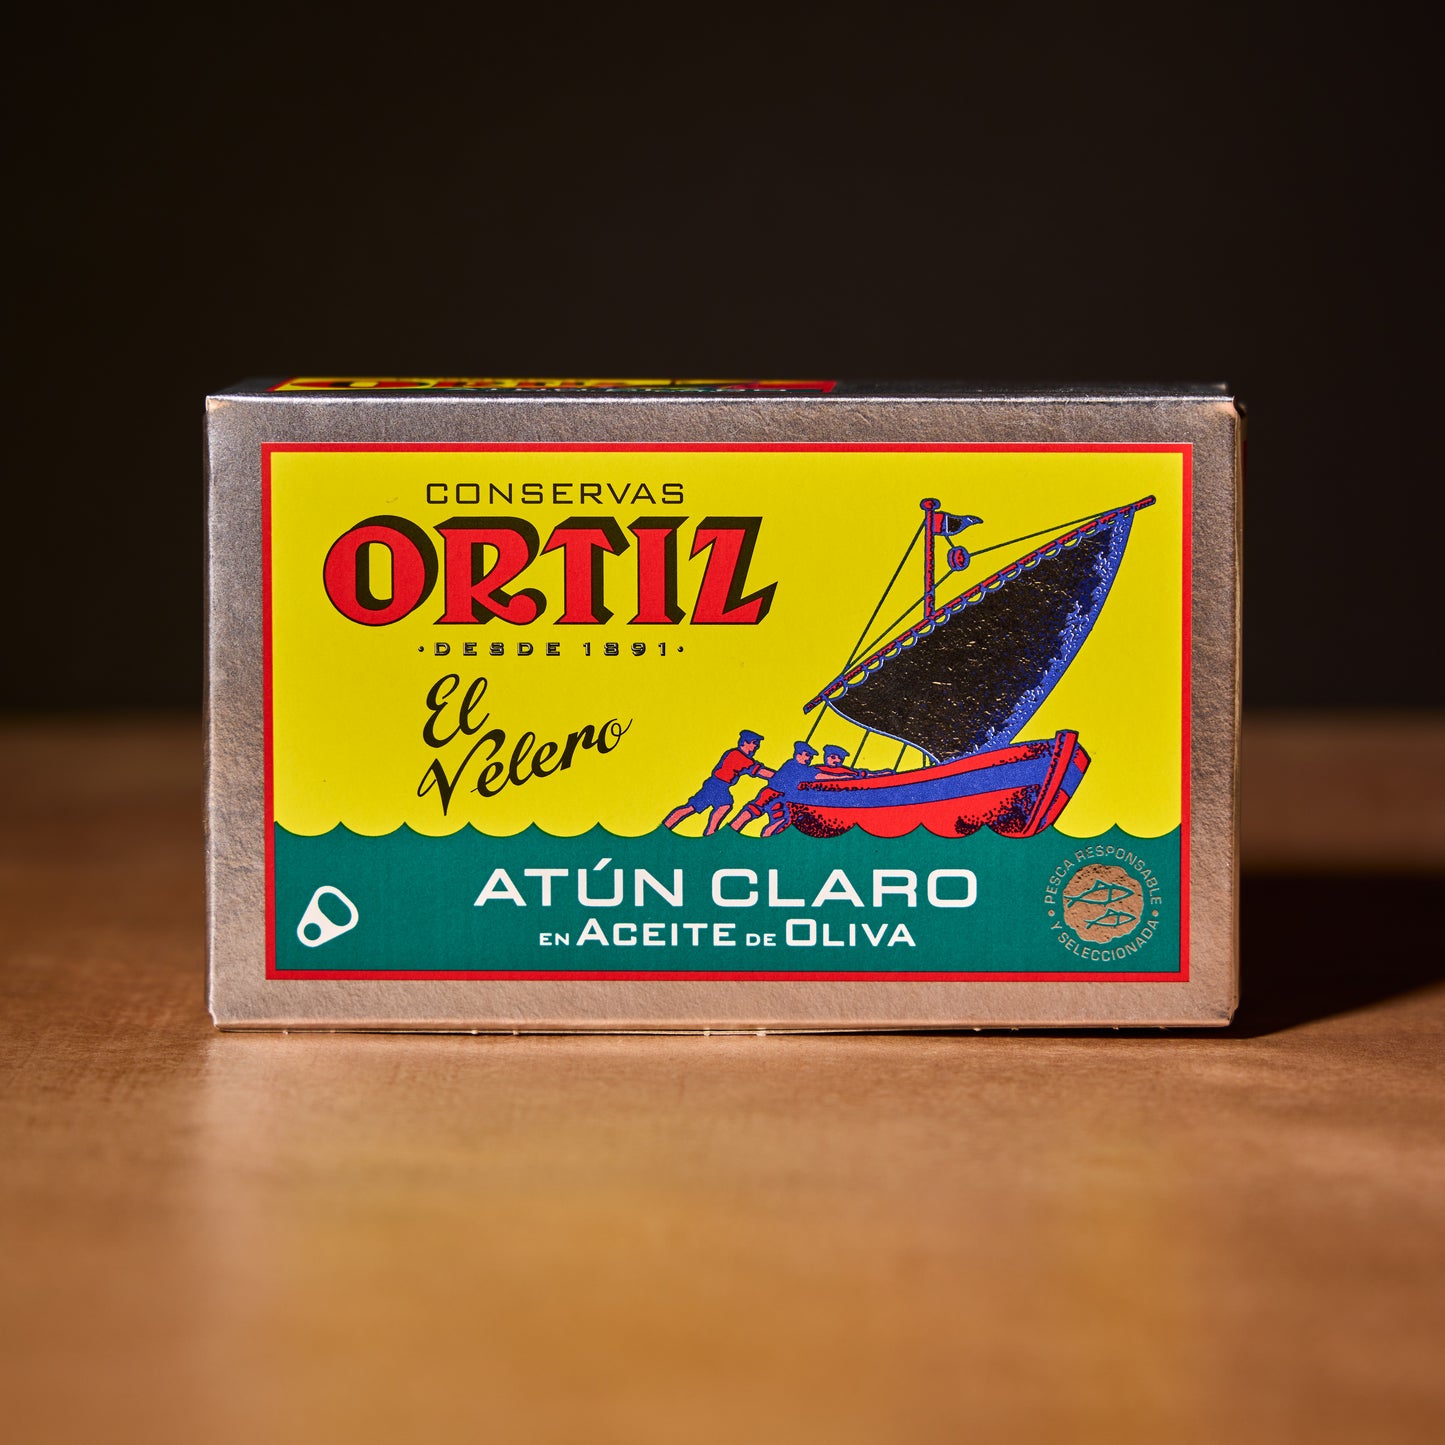 CONSERVAS
ORTIZ
·DESDE 1891·
El
Velero
ATÚN CLARO
EN ACEITE DE OLIVA
• PESCA RESPONSABLE •
Y SELECCIONADA